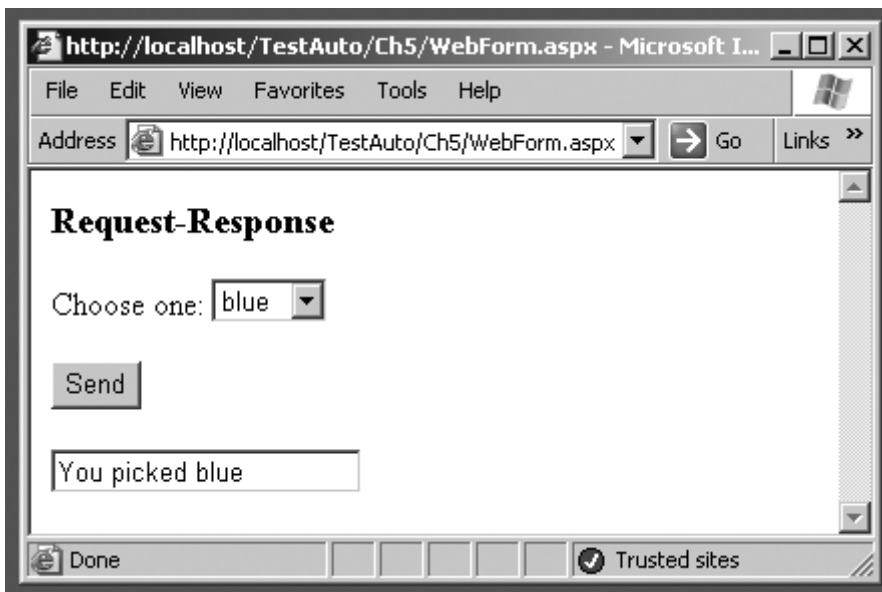 http://localhost/TestAuto/Ch5/WebForm.aspx - Microsoft I...
File Edit View Favorites Tools Help
Address http://localhost/TestAuto/Ch5/WebForm.aspx Go Links »
Request-Response
Choose one: blue
Send
You picked blue
Done Trusted sites